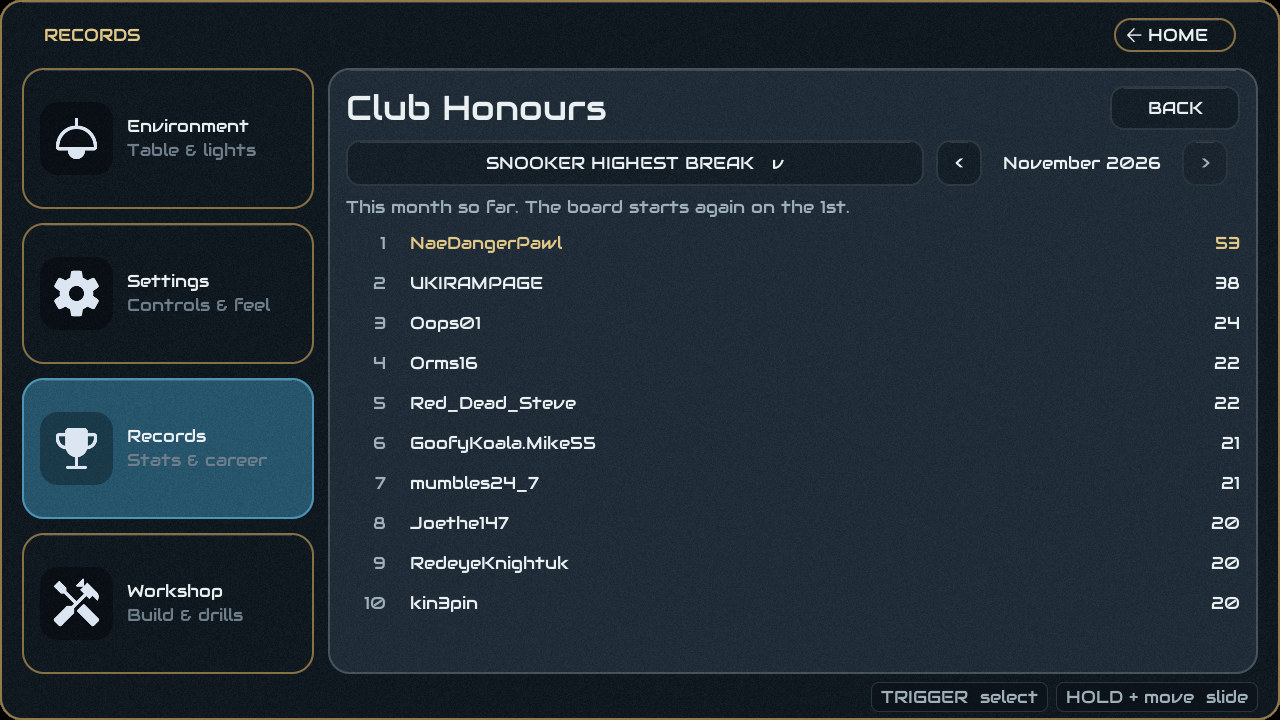 RECORDS
← HOME
Environment
Table & lights
Settings
Controls & feel
Records
Stats & career
Workshop
Build & drills
Club Honours
BACK
SNOOKER HIGHEST BREAK v
< November 2026 >
This month so far. The board starts again on the 1st.
1 NaeDangerPawl 53
2 UKIRAMPAGE 38
3 Oops01 24
4 Orms16 22
5 Red_Dead_Steve 22
6 GoofyKoala.Mike55 21
7 mumbles24_7 21
8 Joethe147 20
9 RedeyeKnightuk 20
10 kin3pin 20
TRIGGER select
HOLD + move slide